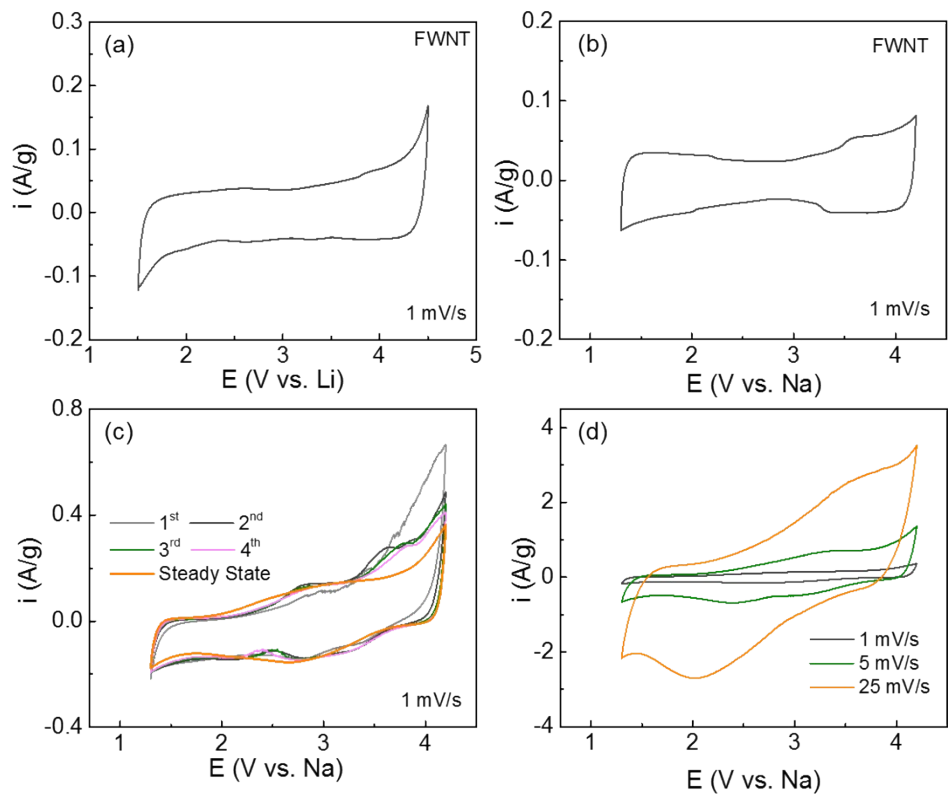 (a)
FWNT
0.3
0.2
0.1
0.0
-0.1
-0.2
i (A/g)
1 mV/s
1 2 3 4 5
E (V vs. Li)
(b)
FWNT
0.2
0.1
0.0
-0.1
-0.2
i (A/g)
1 mV/s
1 2 3 4
E (V vs. Na)
(c)
0.8
0.4
0.0
-0.4
i (A/g)
1st 2nd
3rd 4th
Steady State
1 mV/s
1 2 3 4
E (V vs. Na)
(d)
4
2
0
-2
-4
i (A/g)
1 mV/s
5 mV/s
25 mV/s
1 2 3 4
E (V vs. Na)